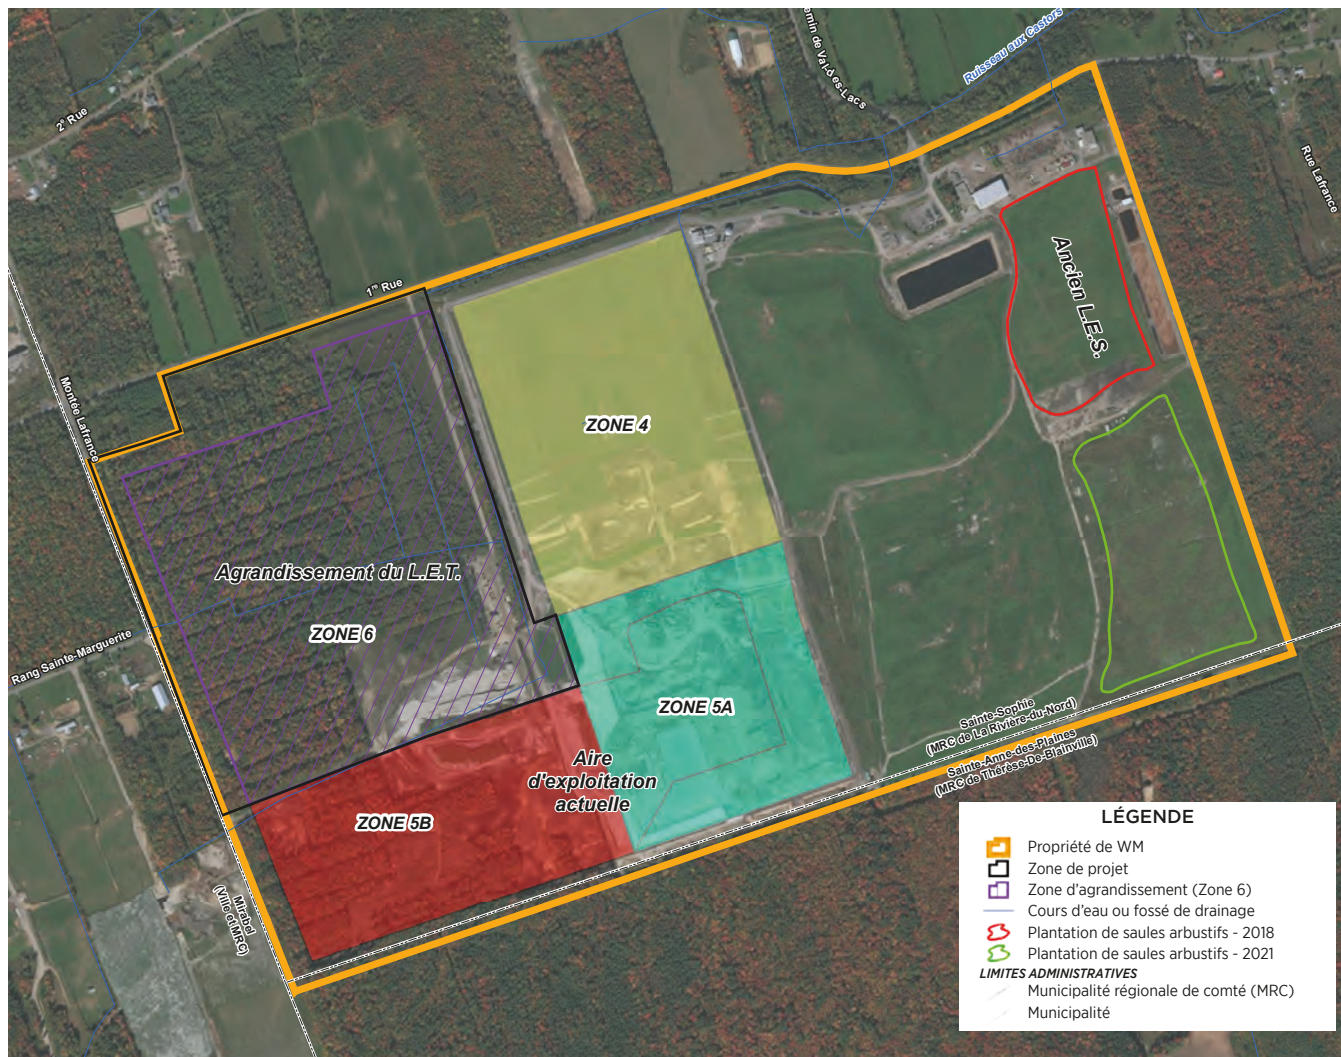 2e Rue
Chemin de Val-des-Lacs
Ruisseau aux Castors
Rue Lafrance
1re Rue
Ancien L.E.S.
Montée Lafrance
ZONE 4
Agrandissement du L.E.T.
ZONE 6
Rang Sainte-Marguerite
ZONE 5A
Sainte-Sophie
(MRC de La Rivière-du-Nord)
Sainte-Anne-des-Plaines
(MRC de Thérèse-De-Blainville)
Aire
d'exploitation
actuelle
ZONE 5B
Mirabel
(Ville et MRC)
LÉGENDE
Propriété de WM
Zone de projet
Zone d'agrandissement (Zone 6)
Cours d'eau ou fossé de drainage
Plantation de saules arbustifs - 2018
Plantation de saules arbustifs - 2021
LIMITES ADMINISTRATIVES
Municipalité régionale de comté (MRC)
Municipalité